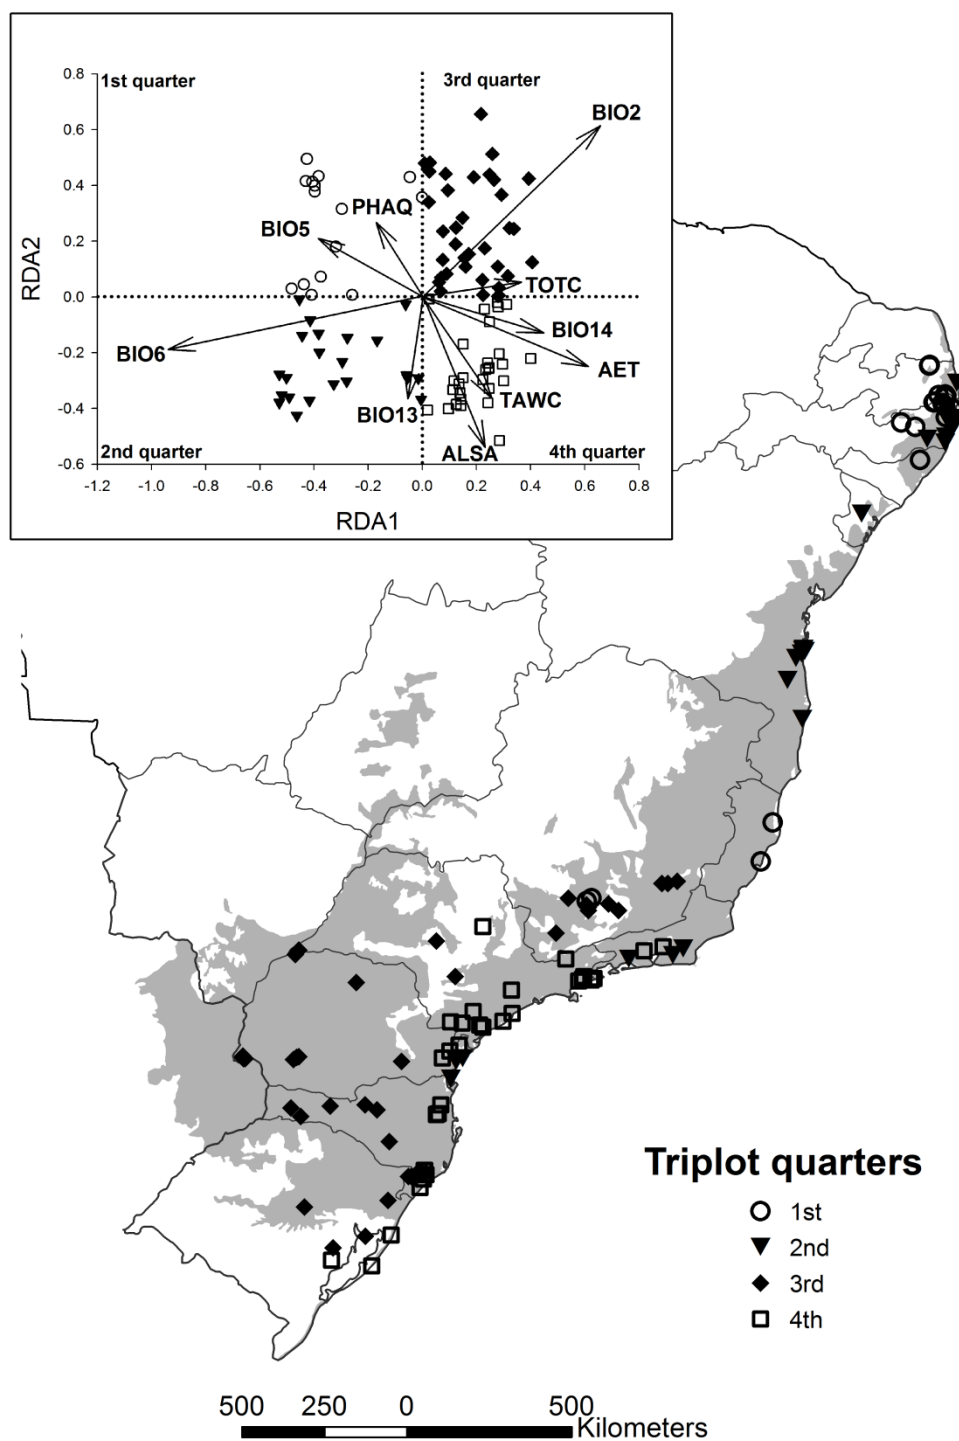 1st quarter
3rd quarter
BIO2
PHAQ
BIO5
TOTC
BIO14
BIO6
AET
TAWC
BIO13
ALSA
2nd quarter
4th quarter
0.8
0.6
0.4
0.2
0.0
-0.2
-0.4
-0.6
RDA2
-1.2 -1.0 -0.8 -0.6 -0.4 -0.2 0.0 0.2 0.4 0.6 0.8
RDA1
Triplot quarters
1st
2nd
3rd
4th
500 250 0 500
Kilometers